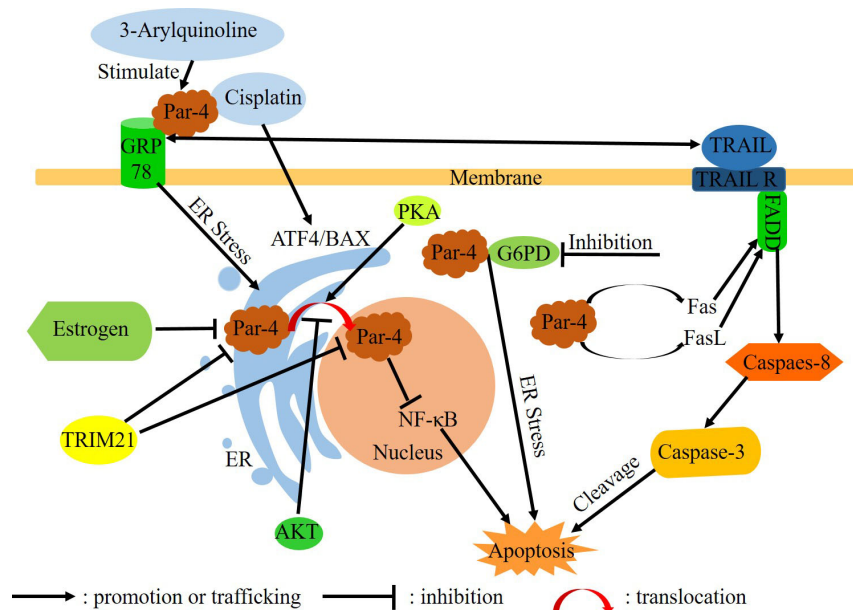 3-Arylquinoline
Stimulate
Par-4
Cisplatin
GRP
78
TRAIL
TRAIL R
Membrane
FADD
ER Stress
ATF4/BAX
PKA
Par-4
G6PD
Inhibition
Estrogen
Par-4
Par-4
Par-4
Fas
FasL
Caspaes-8
TRIM21
ER
NF-κB
Nucleus
ER Stress
Caspase-3
Cleavage
AKT
Apoptosis
: promotion or trafficking
: inhibition
: translocation